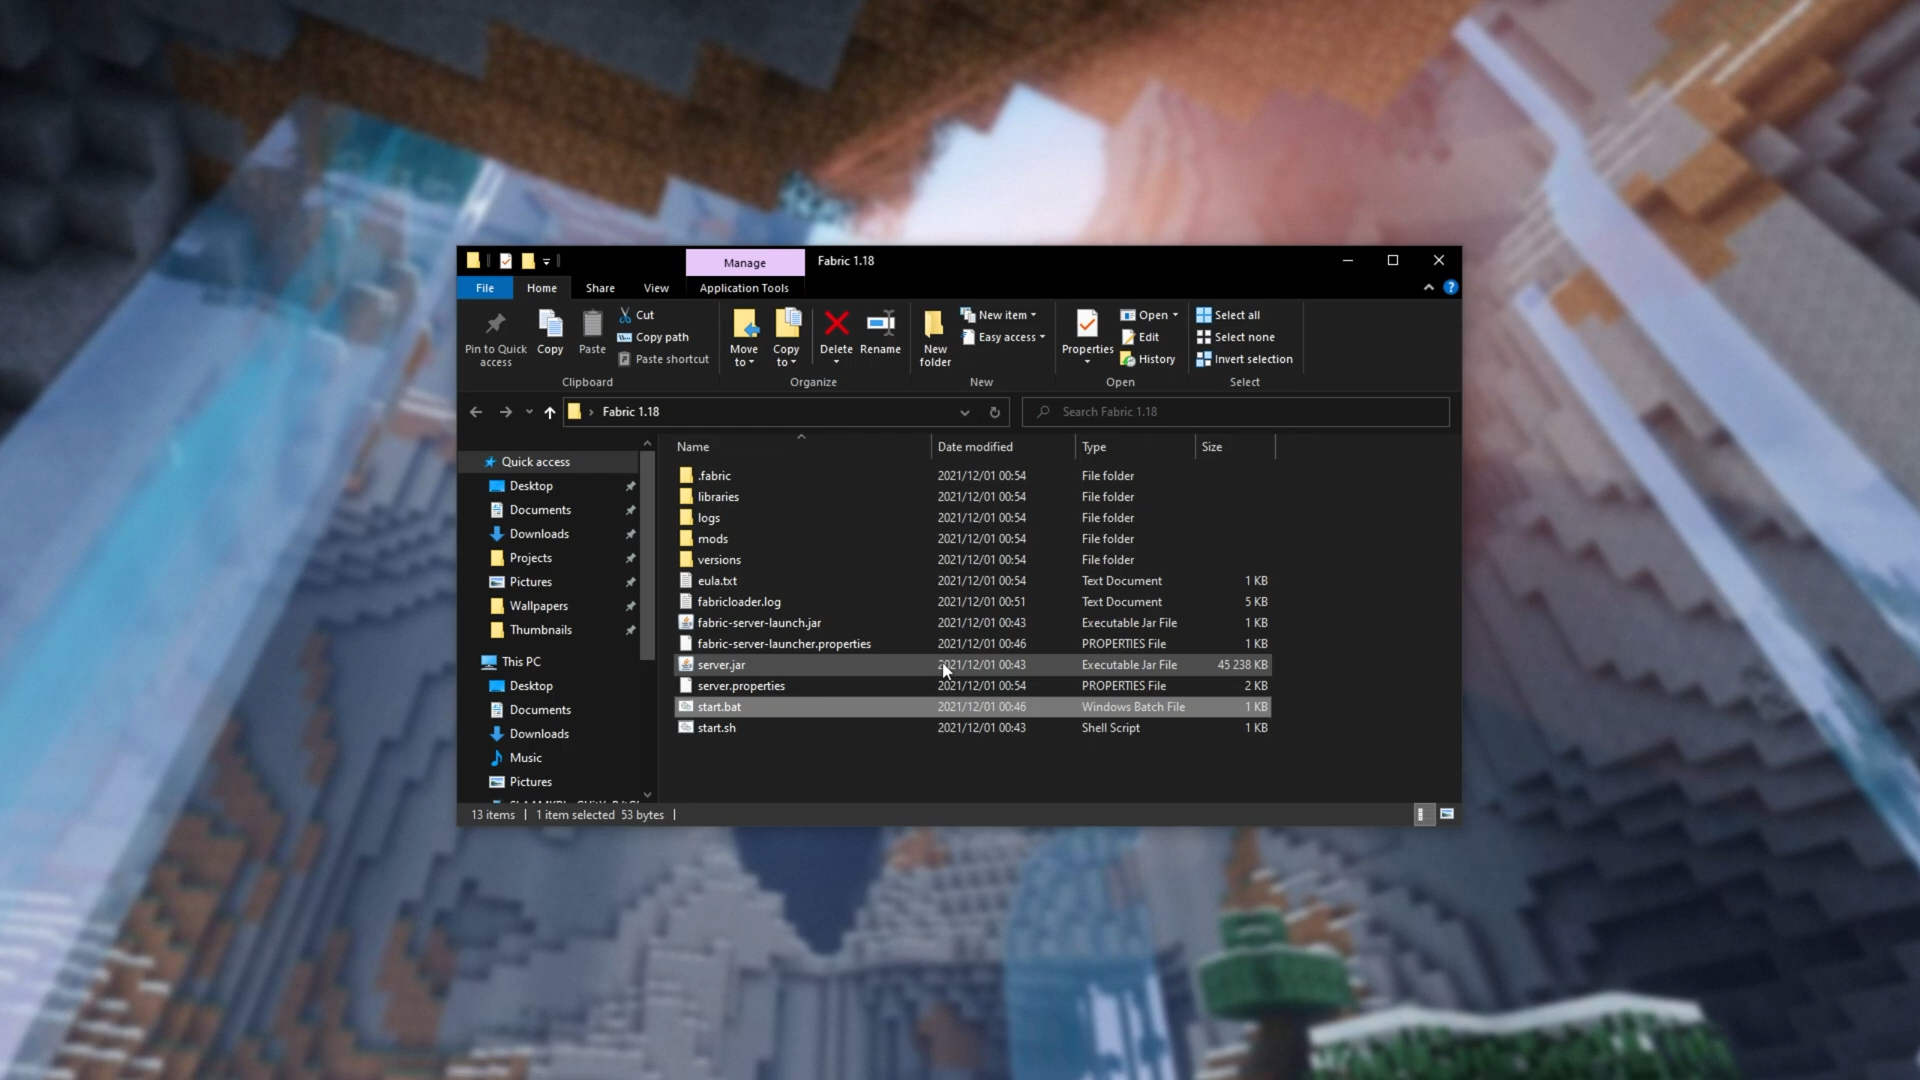 Manage
Fabric 1.18
File
Home
Share
View
Application Tools
Pin to Quick access
Copy
Paste
Cut
Copy path
Paste shortcut
Clipboard
Move to
Copy to
Delete
Rename
Organize
New folder
New item
Easy access
New
Properties
Open
Edit
History
Open
Select all
Select none
Invert selection
Select
Fabric 1.18
Search Fabric 1.18
Quick access
Desktop
Documents
Downloads
Projects
Pictures
Wallpapers
Thumbnails
This PC
Desktop
Documents
Downloads
Music
Pictures
Name Date modified Type Size
.fabric 2021/12/01 00:54 File folder
libraries 2021/12/01 00:54 File folder
logs 2021/12/01 00:54 File folder
mods 2021/12/01 00:54 File folder
versions 2021/12/01 00:54 File folder
eula.txt 2021/12/01 00:54 Text Document 1 KB
fabricloader.log 2021/12/01 00:51 Text Document 5 KB
fabric-server-launch.jar 2021/12/01 00:43 Executable Jar File 1 KB
fabric-server-launcher.properties 2021/12/01 00:46 PROPERTIES File 1 KB
server.jar 2021/12/01 00:43 Executable Jar File 45 238 KB
server.properties 2021/12/01 00:54 PROPERTIES File 2 KB
start.bat 2021/12/01 00:46 Windows Batch File 1 KB
start.sh 2021/12/01 00:43 Shell Script 1 KB
13 items 1 item selected 53 bytes